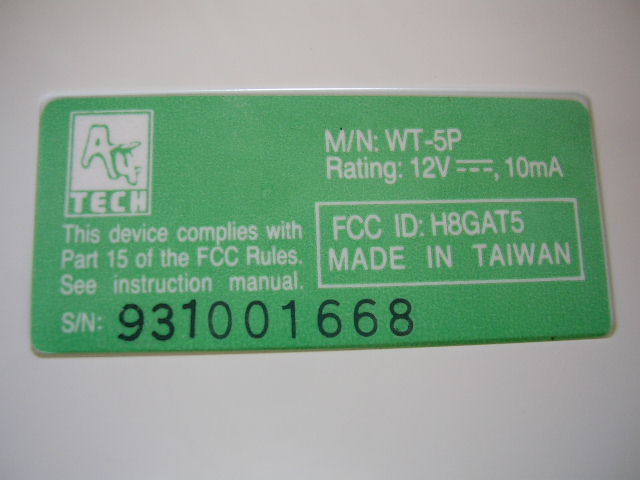 A4
TECH
M/N: WT-5P
Rating: 12V ⎓, 10mA
This device complies with
Part 15 of the FCC Rules.
See instruction manual.
FCC ID: H8GAT5
MADE IN TAIWAN
S/N: 931001668